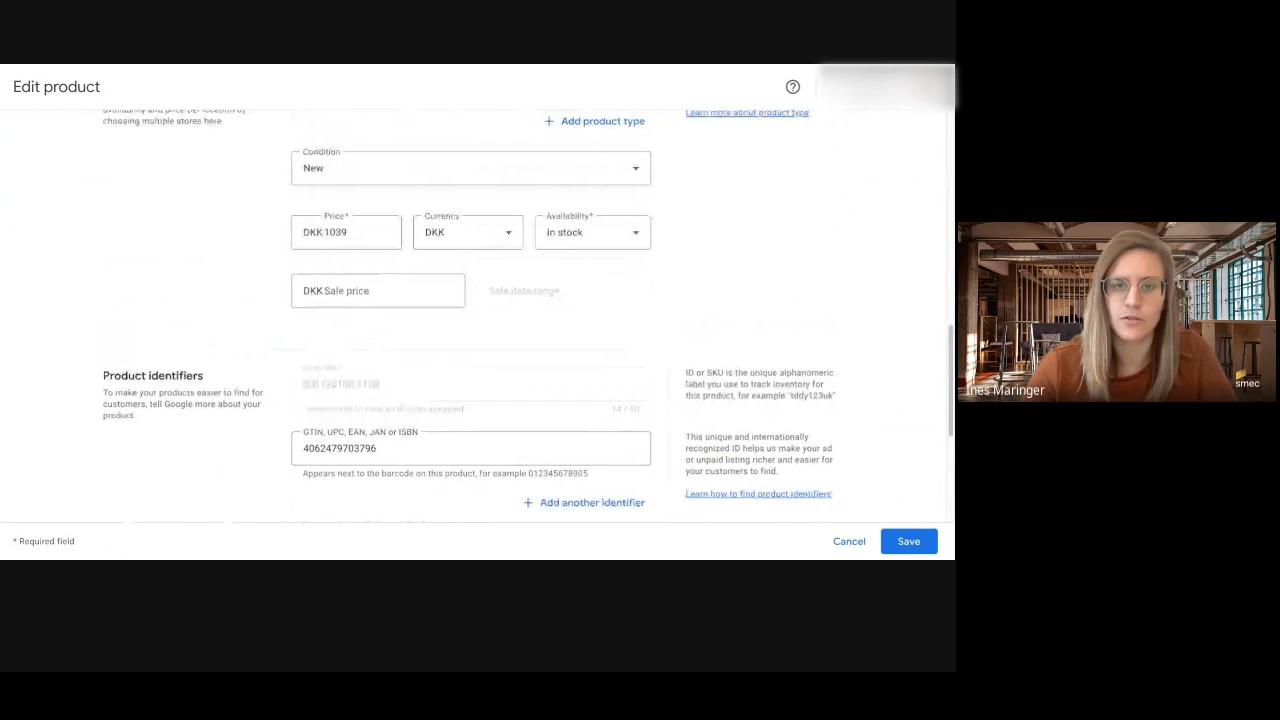 Edit product
choosing multiple stores here
Add product type
Learn more about product type
Condition
New
Price*
DKK 1039
Currency
DKK
Availability*
In stock
DKK Sale price
Sale date range
Product identifiers
To make your products easier to find for
customers, tell Google more about your
product.
14 / 50
ID or SKU is the unique alphanumeric
label you use to track inventory for
this product, for example "tddy123uk"
GTIN, UPC, EAN, JAN or ISBN
4062479703796
Appears next to the barcode on this product, for example 012345678905
This unique and internationally
recognized ID helps us make your ad
or unpaid listing richer and easier for
your customers to find.
Learn how to find product identifiers
Add another identifier
* Required field
Cancel
Save
Ines Maringer
smec